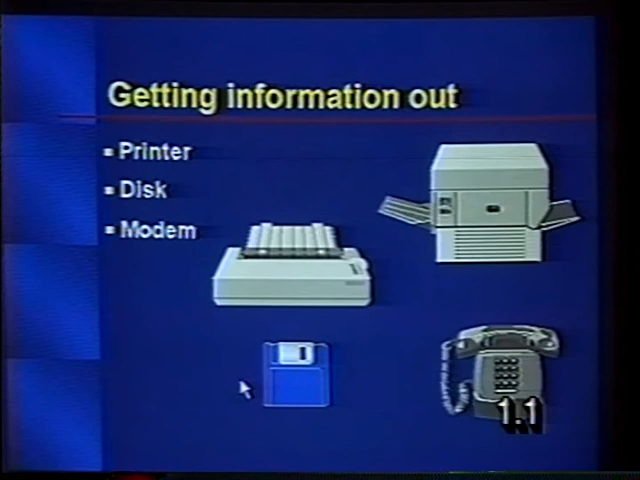 Getting information out
▪ Printer
▪ Disk
▪ Modem
1.1